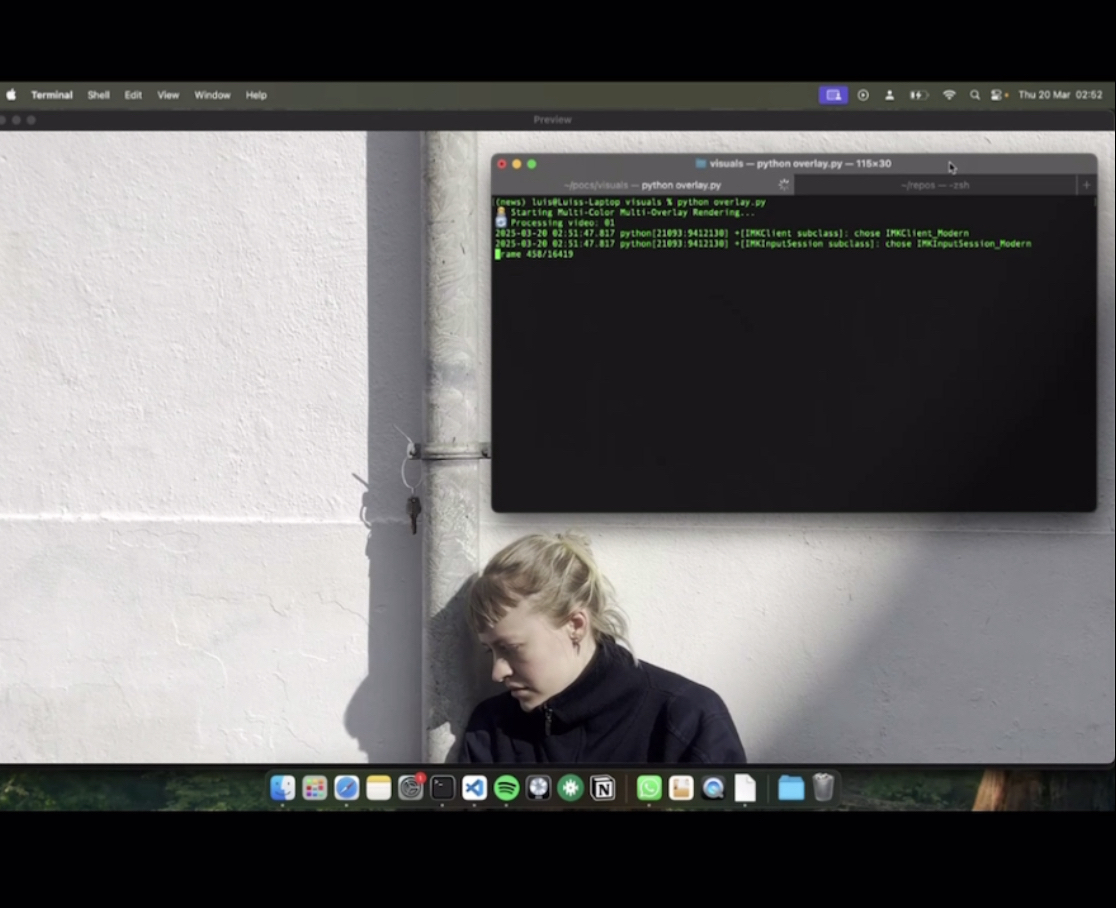 Terminal Shell Edit View Window Help Thu 20 Mar 02:52
Preview
visuals — python overlay.py — 115×30
~/pocs/visuals — python overlay.py ~/repos — -zsh +
(news) luis@Luiss-Laptop visuals % python overlay.py
Starting Multi-Color Multi-Overlay Rendering...
Processing video: 01
2025-03-20 02:51:47.817 python[21093:9412130] +[IMKClient subclass]: chose IMKClient_Modern
2025-03-20 02:51:47.817 python[21093:9412130] +[IMKInputSession subclass]: chose IMKInputSession_Modern
rame 458/16419